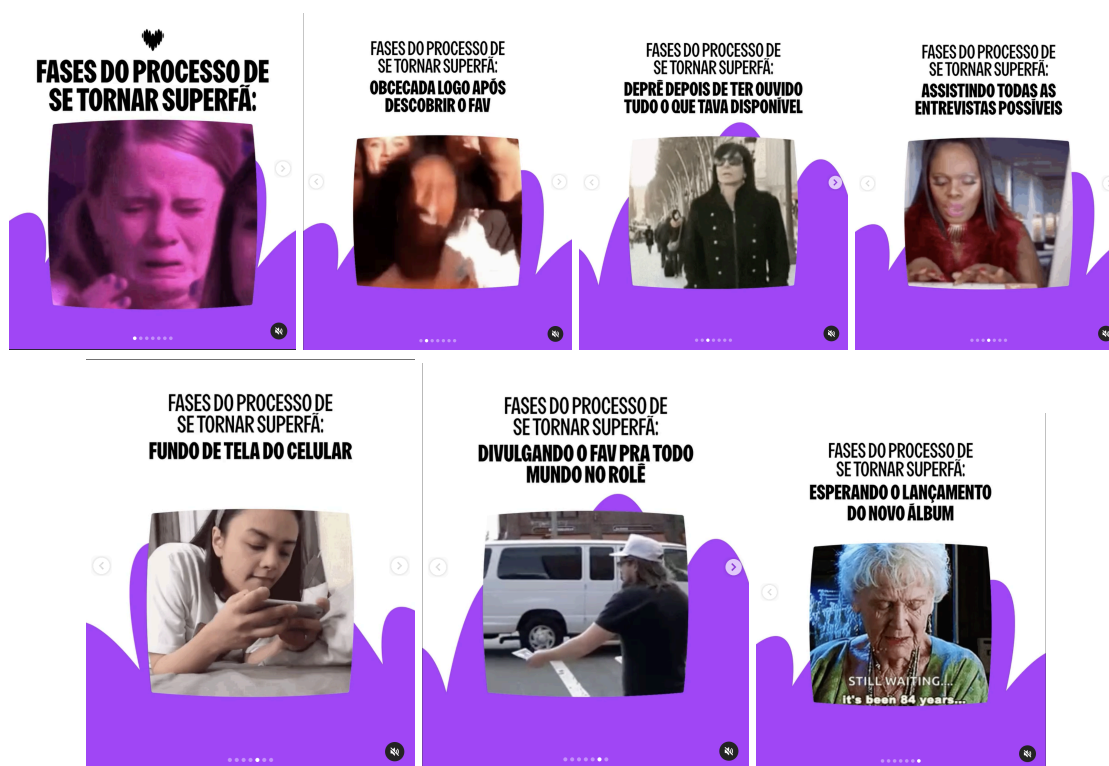 FASES DO PROCESSO DE
SE TORNAR SUPERFÃ:
FASES DO PROCESSO DE
SE TORNAR SUPERFÃ:
OBCECADA LOGO APÓS
DESCOBRIR O FAV
FASES DO PROCESSO DE
SE TORNAR SUPERFÃ:
DEPRÊ DEPOIS DE TER OUVIDO
TUDO O QUE TAVA DISPONÍVEL
FASES DO PROCESSO DE
SE TORNAR SUPERFÃ:
ASSISTINDO TODAS AS
ENTREVISTAS POSSÍVEIS
FASES DO PROCESSO DE
SE TORNAR SUPERFÃ:
FUNDO DE TELA DO CELULAR
FASES DO PROCESSO DE
SE TORNAR SUPERFÃ:
DIVULGANDO O FAV PRA TODO
MUNDO NO ROLÊ
FASES DO PROCESSO DE
SE TORNAR SUPERFÃ:
ESPERANDO O LANÇAMENTO
DO NOVO ÁLBUM
STILL WAITING...
it's been 84 years...